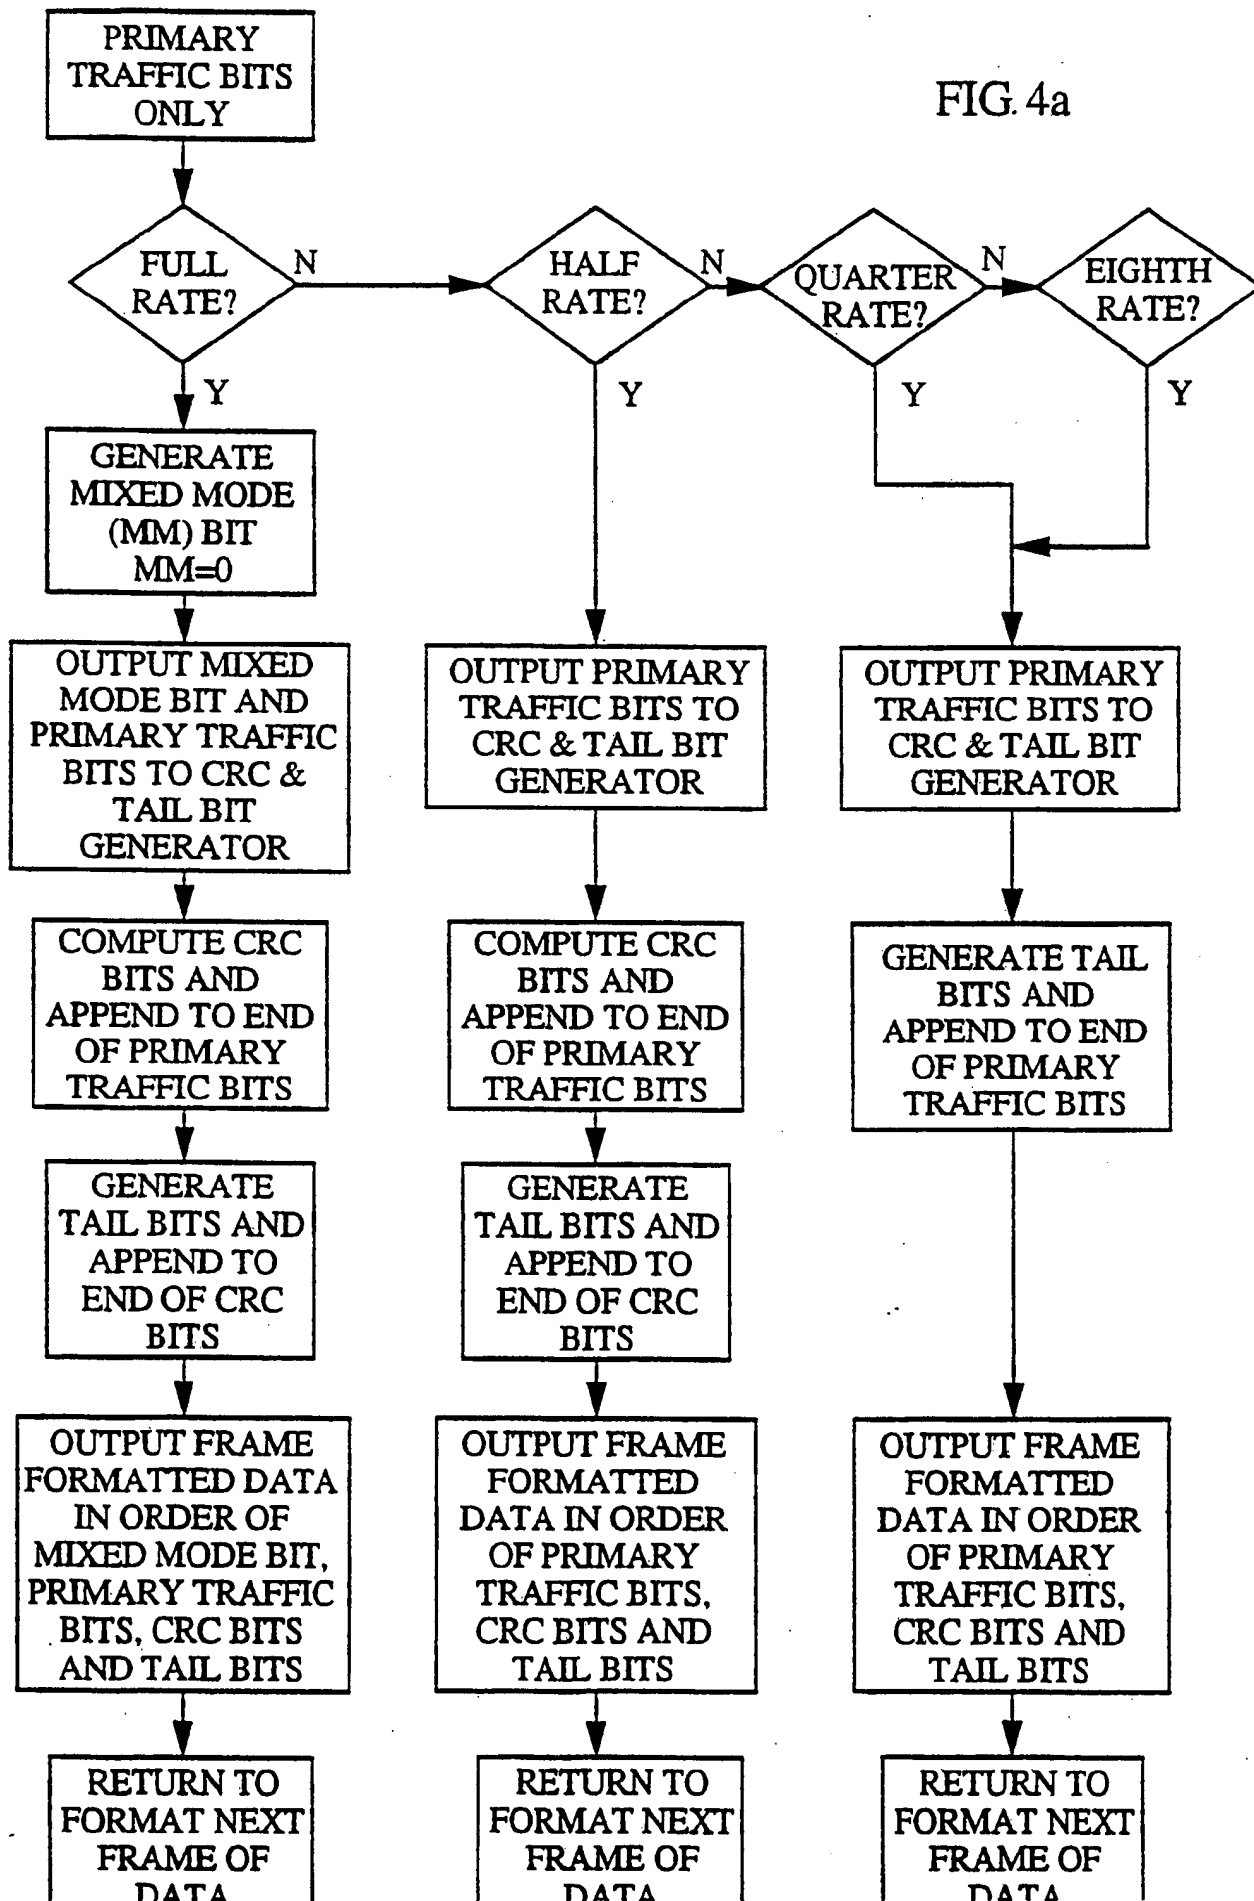 PRIMARY
TRAFFIC BITS
ONLY
FIG. 4a
FULL
RATE?
N
HALF
RATE?
N
QUARTER
RATE?
N
EIGHTH
RATE?
Y
Y
Y
Y
GENERATE
MIXED MODE
(MM) BIT
MM=0
OUTPUT MIXED
MODE BIT AND
PRIMARY TRAFFIC
BITS TO CRC &
TAIL BIT
GENERATOR
OUTPUT PRIMARY
TRAFFIC BITS TO
CRC & TAIL BIT
GENERATOR
OUTPUT PRIMARY
TRAFFIC BITS TO
CRC & TAIL BIT
GENERATOR
COMPUTE CRC
BITS AND
APPEND TO END
OF PRIMARY
TRAFFIC BITS
COMPUTE CRC
BITS AND
APPEND TO END
OF PRIMARY
TRAFFIC BITS
GENERATE TAIL
BITS AND
APPEND TO END
OF PRIMARY
TRAFFIC BITS
GENERATE
TAIL BITS AND
APPEND TO
END OF CRC
BITS
GENERATE
TAIL BITS AND
APPEND TO
END OF CRC
BITS
OUTPUT FRAME
FORMATTED DATA
IN ORDER OF
MIXED MODE BIT,
PRIMARY TRAFFIC
BITS, CRC BITS
AND TAIL BITS
OUTPUT FRAME
FORMATTED
DATA IN ORDER
OF PRIMARY
TRAFFIC BITS,
CRC BITS AND
TAIL BITS
OUTPUT FRAME
FORMATTED
DATA IN ORDER
OF PRIMARY
TRAFFIC BITS,
CRC BITS AND
TAIL BITS
RETURN TO
FORMAT NEXT
FRAME OF
DATA
RETURN TO
FORMAT NEXT
FRAME OF
DATA
RETURN TO
FORMAT NEXT
FRAME OF
DATA